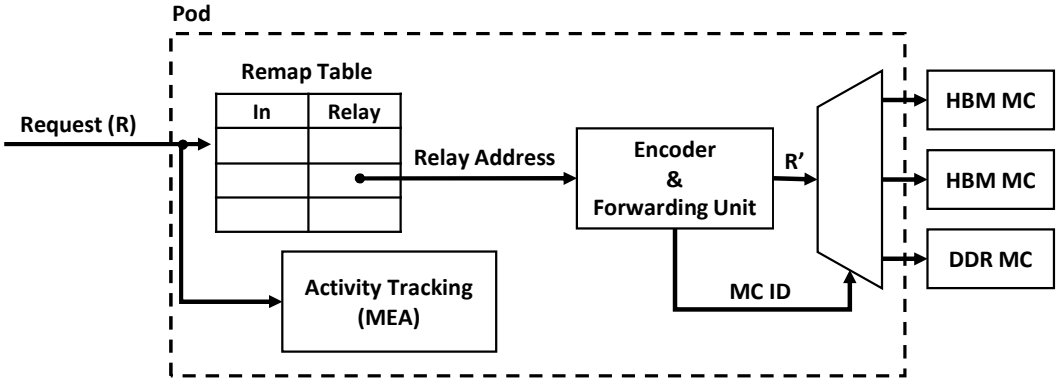 Pod
Remap Table
In Relay
Request (R)
Relay Address
Encoder
&
Forwarding Unit
R’
HBM MC
HBM MC
DDR MC
Activity Tracking
(MEA)
MC ID